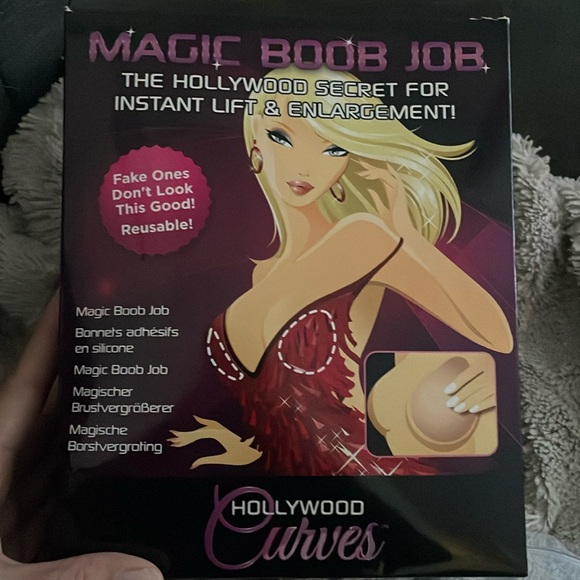 MAGIC BOOB JOB
THE HOLLYWOOD SECRET FOR
INSTANT LIFT & ENLARGEMENT!
Fake Ones
Don't Look
This Good!
Reusable!
Magic Boob Job
Bonnets adhésifs
en silicone
Magic Boob Job
Magischer
Brustvergrößerer
Magische
Borstvergroting
HOLLYWOOD
Curves™